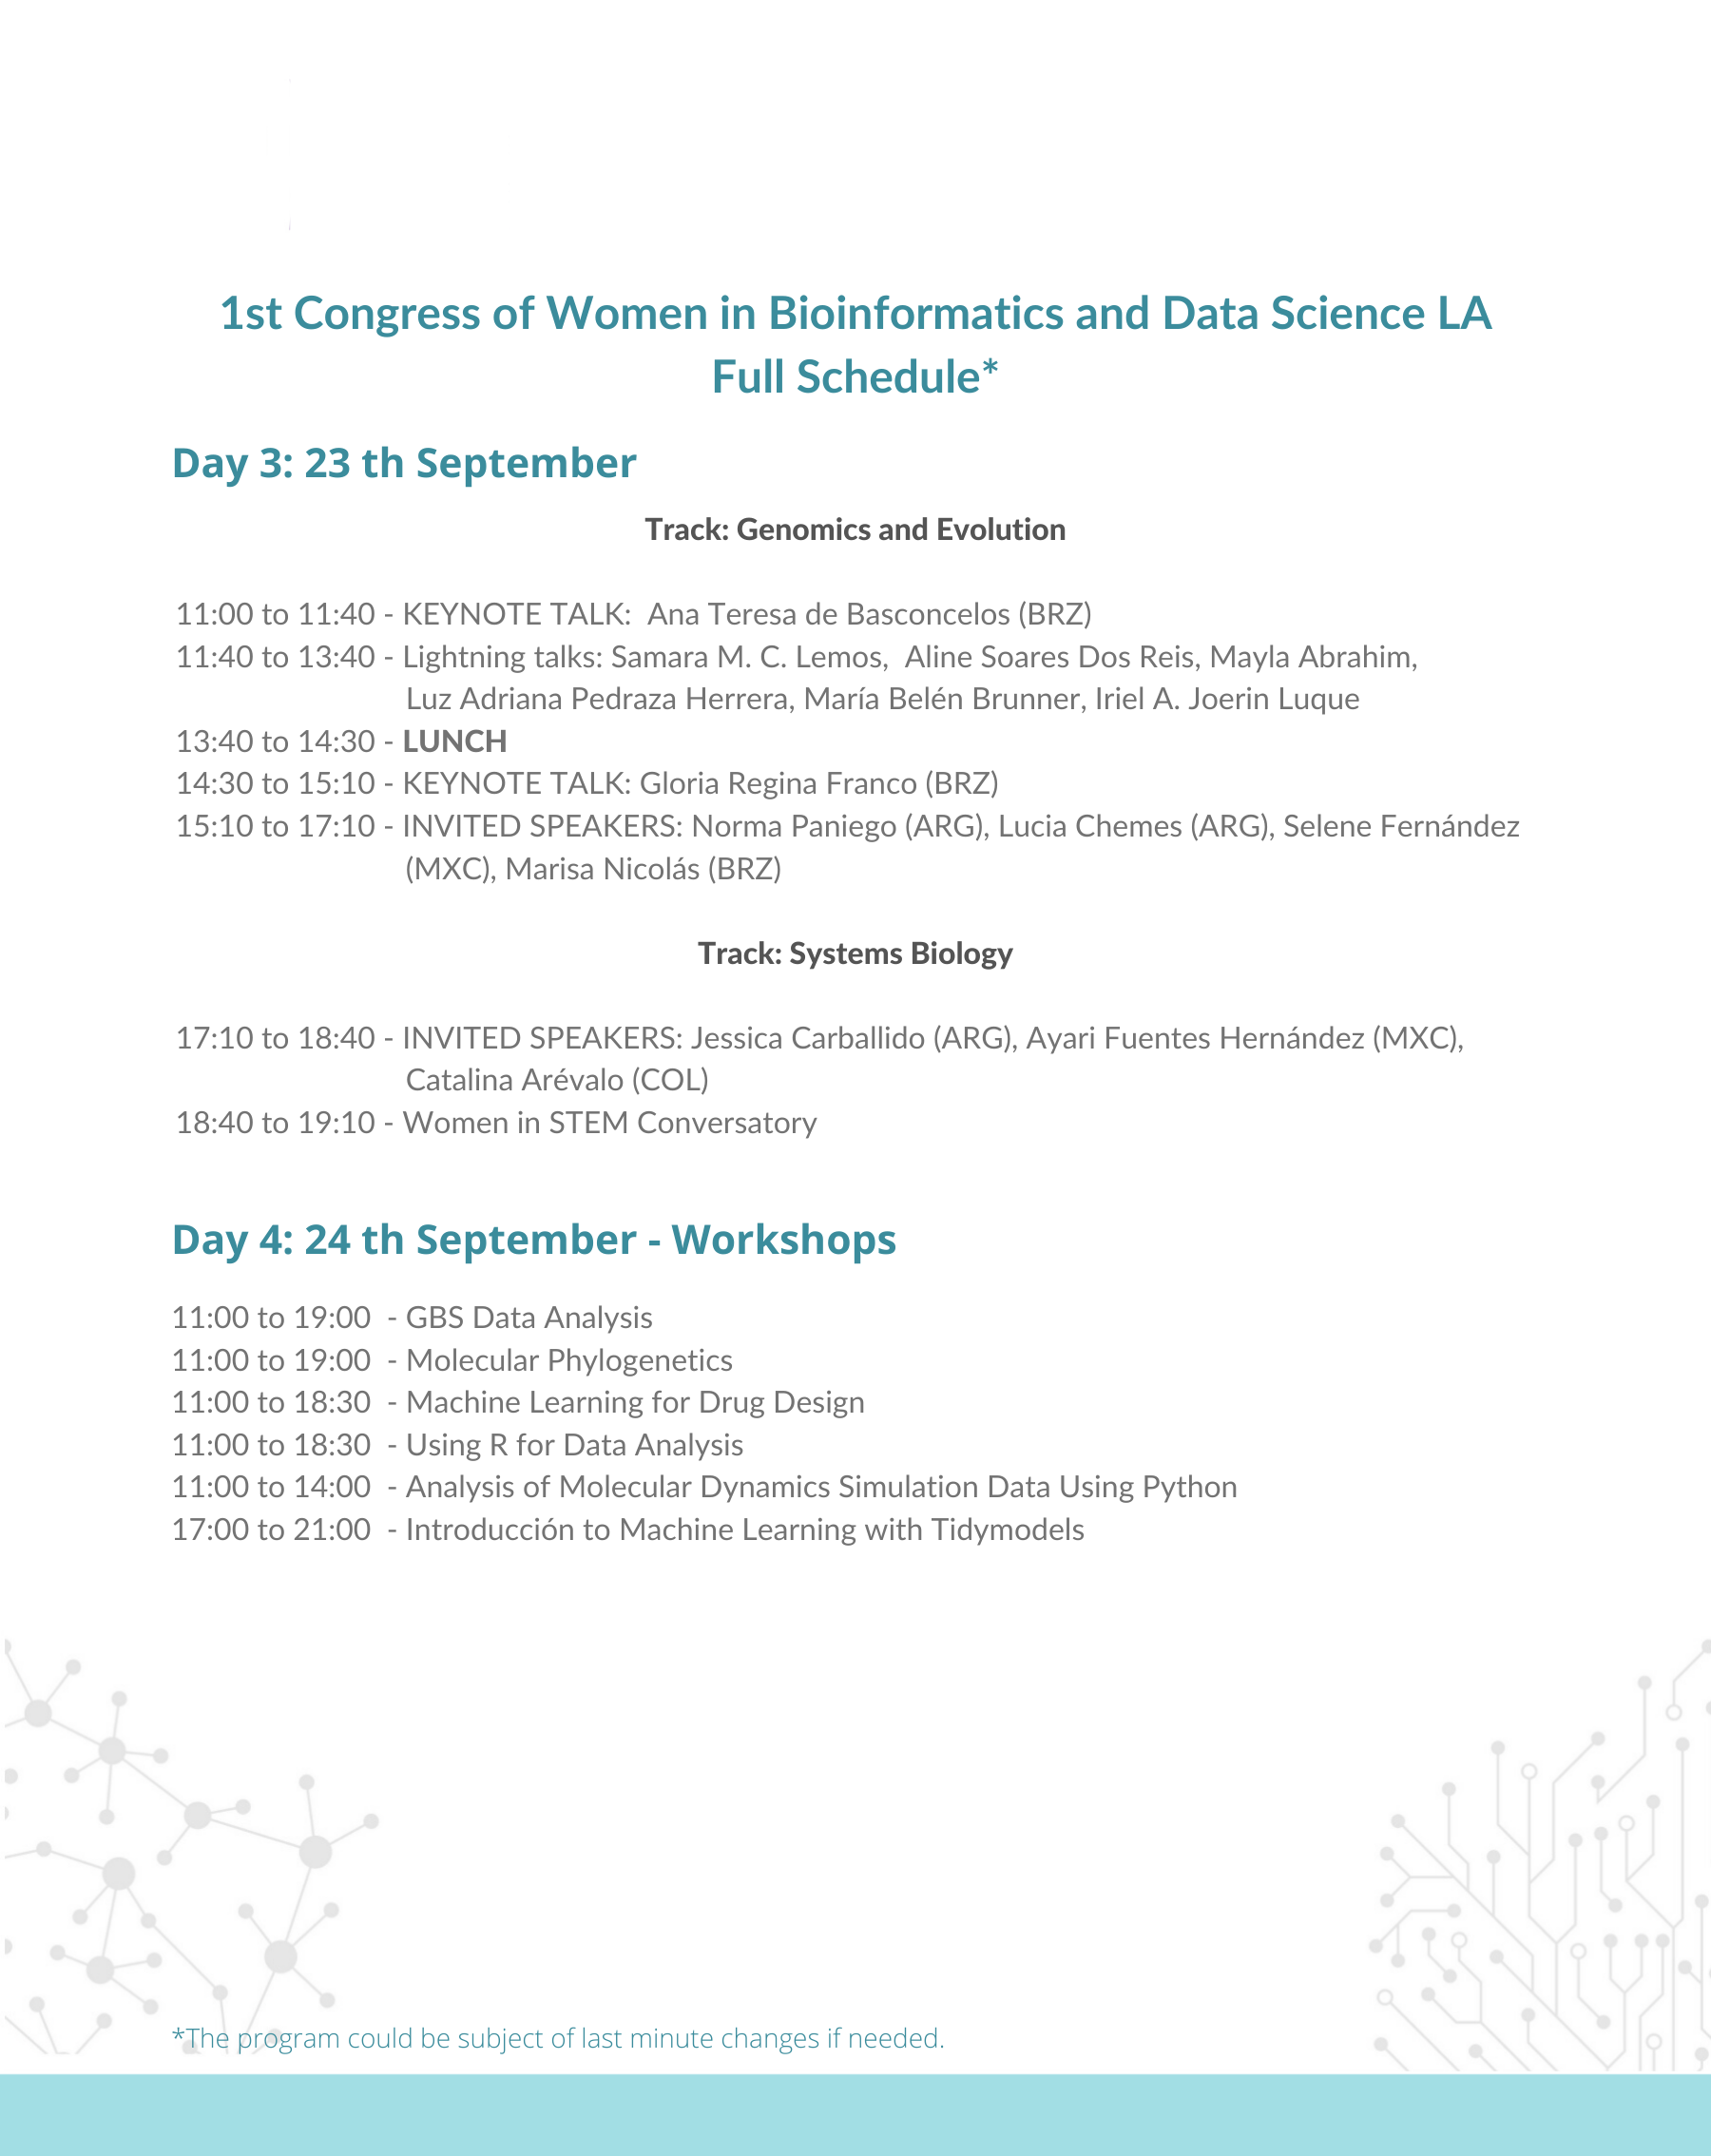 1st Congress of Women in Bioinformatics and Data Science LA
Full Schedule*
Day 3: 23 th September
Track: Genomics and Evolution
11:00 to 11:40 - KEYNOTE TALK:  Ana Teresa de Basconcelos (BRZ)
11:40 to 13:40 - Lightning talks: Samara M. C. Lemos,  Aline Soares Dos Reis, Mayla Abrahim,
Luz Adriana Pedraza Herrera, María Belén Brunner, Iriel A. Joerin Luque
13:40 to 14:30 - LUNCH
14:30 to 15:10 - KEYNOTE TALK: Gloria Regina Franco (BRZ)
15:10 to 17:10 - INVITED SPEAKERS: Norma Paniego (ARG), Lucia Chemes (ARG), Selene Fernández
(MXC), Marisa Nicolás (BRZ)
Track: Systems Biology
17:10 to 18:40 - INVITED SPEAKERS: Jessica Carballido (ARG), Ayari Fuentes Hernández (MXC),
Catalina Arévalo (COL)
18:40 to 19:10 - Women in STEM Conversatory
Day 4: 24 th September - Workshops
11:00 to 19:00  - GBS Data Analysis
11:00 to 19:00  - Molecular Phylogenetics
11:00 to 18:30  - Machine Learning for Drug Design
11:00 to 18:30  - Using R for Data Analysis
11:00 to 14:00  - Analysis of Molecular Dynamics Simulation Data Using Python
17:00 to 21:00  - Introducción to Machine Learning with Tidymodels
*The program could be subject of last minute changes if needed.